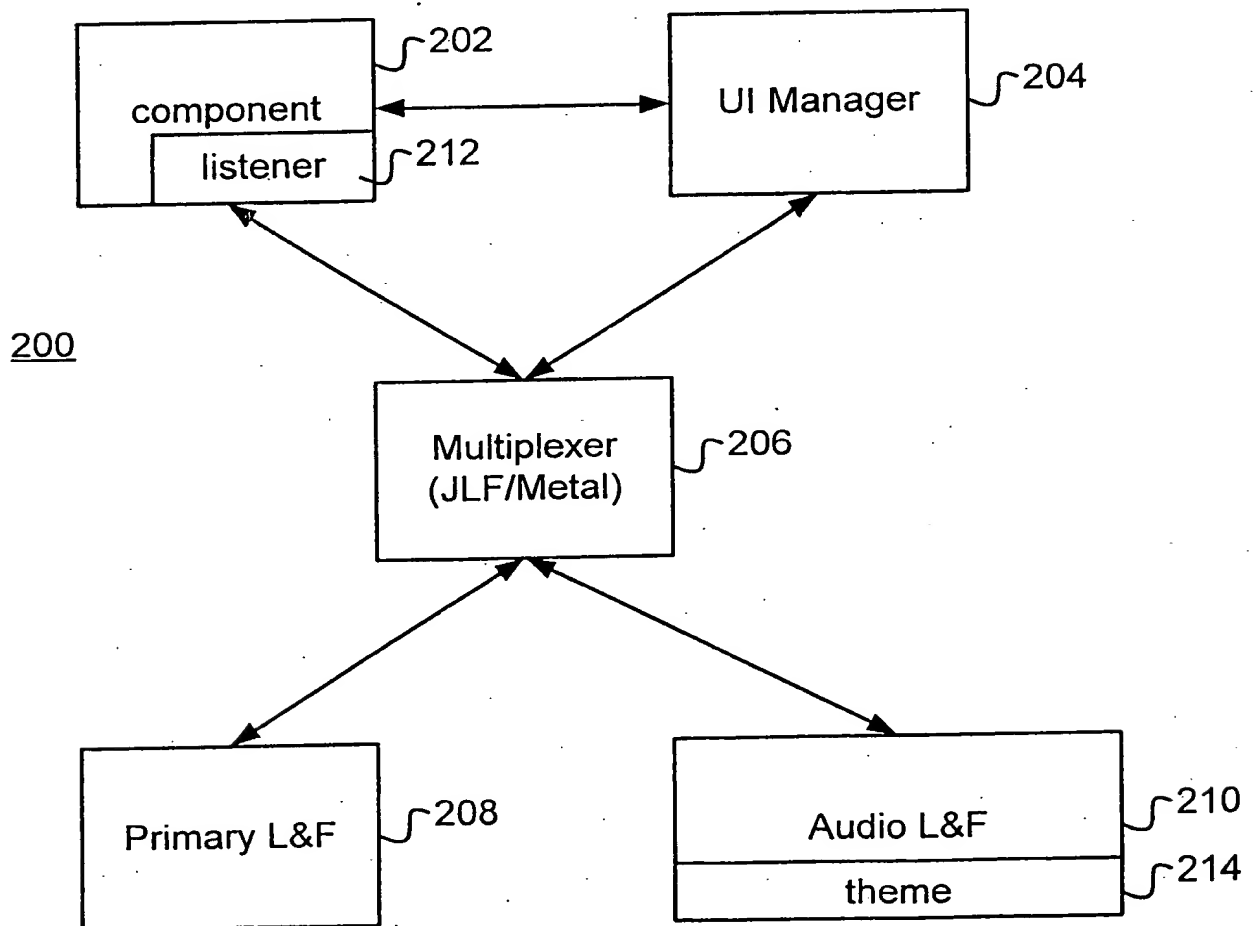 202
component
listener
212
UI Manager
204
200
Multiplexer
(JLF/Metal)
206
Primary L&F
208
Audio L&F
210
theme
214